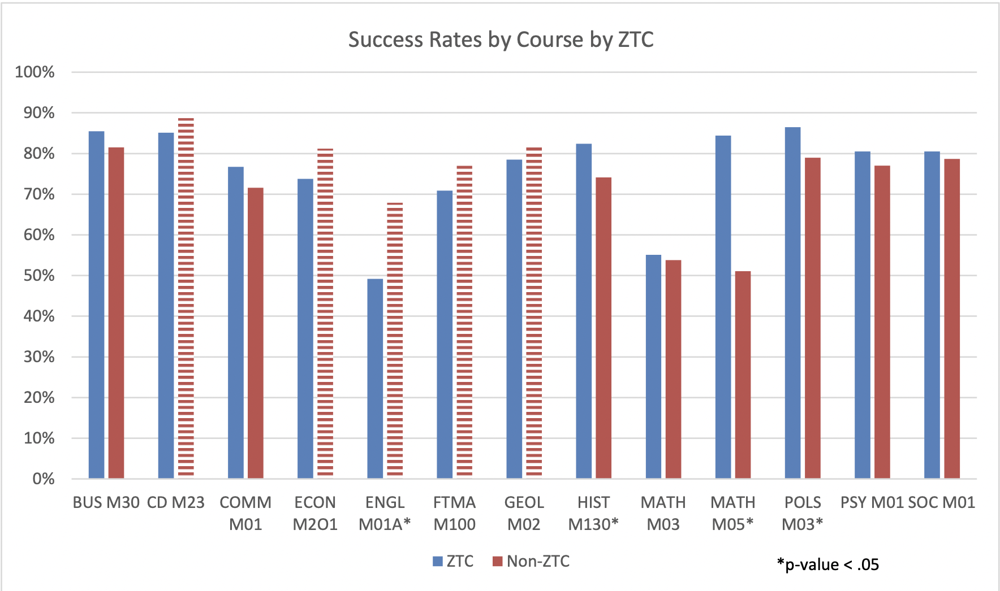 Success Rates by Course by ZTC
100%
90%
80%
70%
60%
50%
40%
30%
20%
10%
0%
BUS M30 CD M23 COMM ECON ENGL FTMA GEOL HIST MATH MATH POLS PSY M01 SOC M01
M01 M2O1 M01A* M100 M02 M130* M03 M05* M03*
ZTC Non-ZTC
*p-value < .05